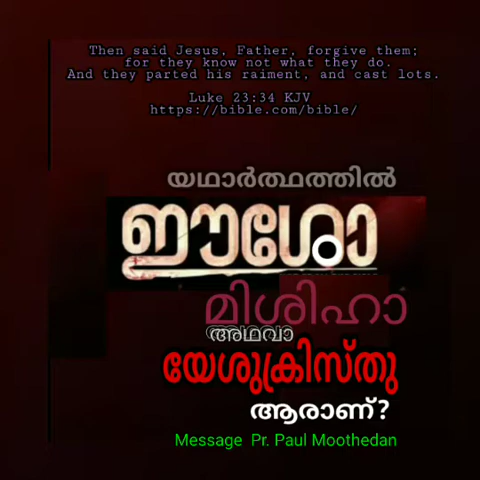 Then said Jesus, Father, forgive them;
for they know not what they do.
And they parted his raiment, and cast lots.
Luke 23:34 KJV
https://bible.com/bible/
യഥാർത്ഥത്തിൽ
ഈശോ
മിശിഹാ
അഥവാ
യേശുക്രിസ്തു
ആരാണ്?
Message Pr. Paul Moothedan